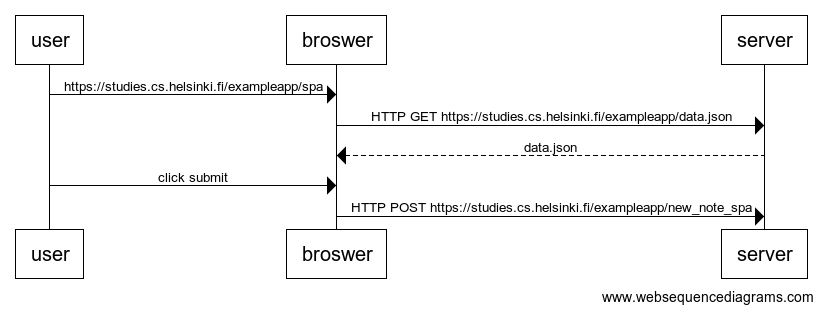 user broswer server
https://studies.cs.helsinki.fi/exampleapp/spa
HTTP GET https://studies.cs.helsinki.fi/exampleapp/data.json
data.json
click submit
HTTP POST https://studies.cs.helsinki.fi/exampleapp/new_note_spa
user broswer server
www.websequencediagrams.com